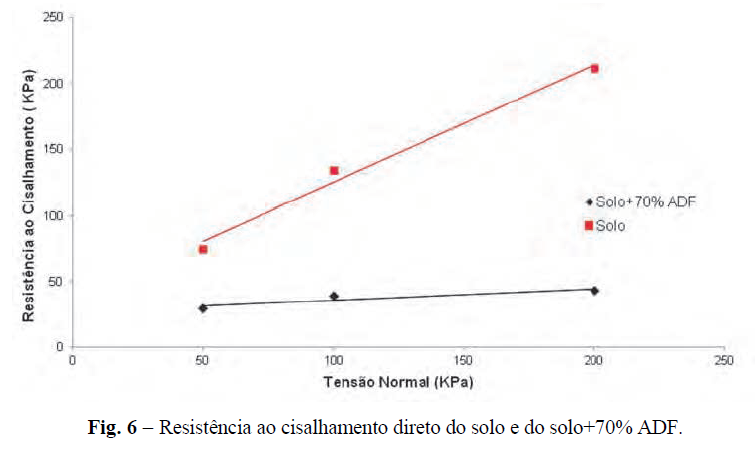 250
200
150
100
50
0
Resistência ao Cisalhamento ( KPa)
0 50 100 150 200 250
Tensão Normal (KPa)
Solo+70% ADF
Solo
Fig. 6 – Resistência ao cisalhamento direto do solo e do solo+70% ADF.